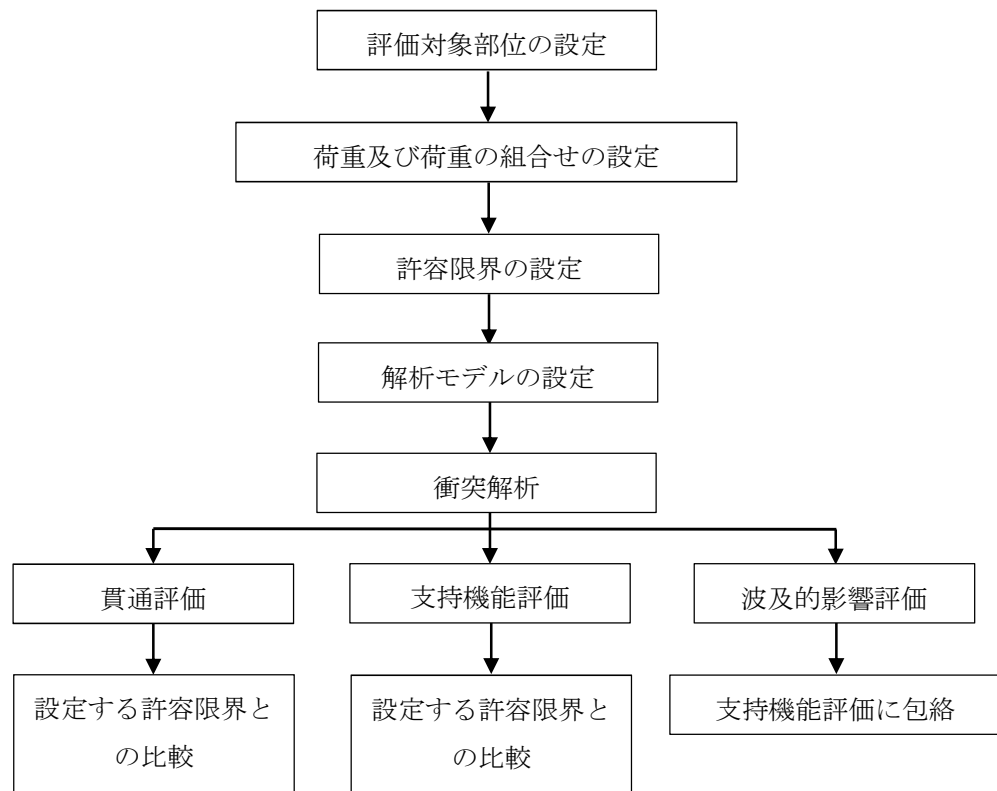 評価対象部位の設定
荷重及び荷重の組合せの設定
許容限界の設定
解析モデルの設定
衝突解析
貫通評価
支持機能評価
波及的影響評価
設定する許容限界と
の比較
設定する許容限界と
の比較
支持機能評価に包絡